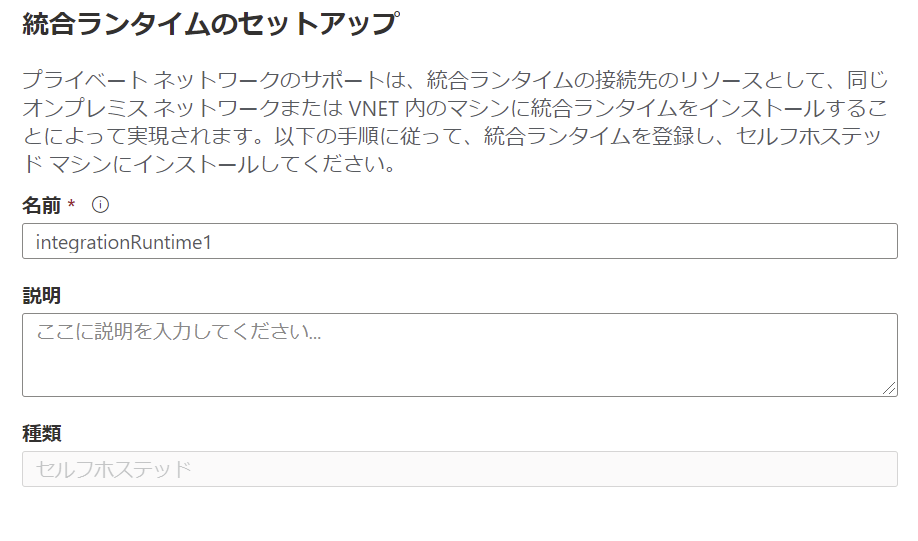 統合ランタイムのセットアップ
プライベート ネットワークのサポートは、統合ランタイムの接続先のリソースとして、同じ
オンプレミス ネットワークまたは VNET 内のマシンに統合ランタイムをインストールするこ
とによって実現されます。以下の手順に従って、統合ランタイムを登録し、セルフホステッ
ド マシンにインストールしてください。
名前 *
integrationRuntime1
説明
ここに説明を入力してください...
種類
セルフホステッド